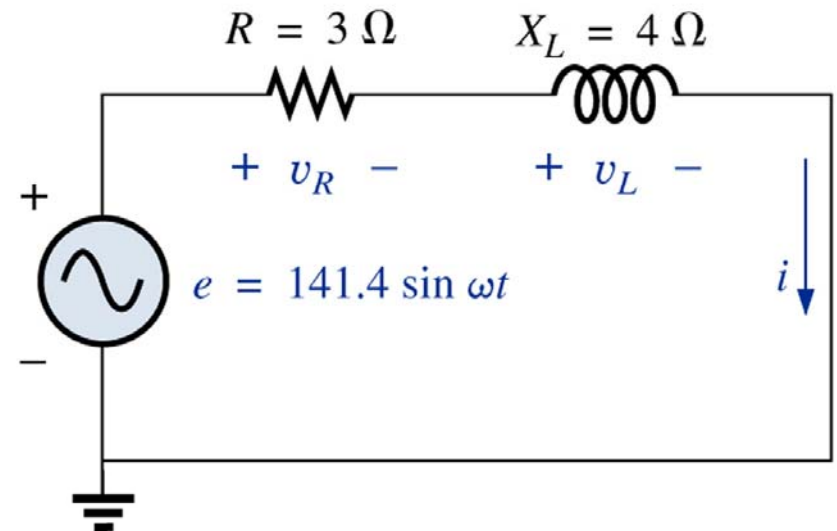 R = 3 Ω X_L = 4 Ω
+ v_R − + v_L −
+
e = 141.4 sin ωt i
−